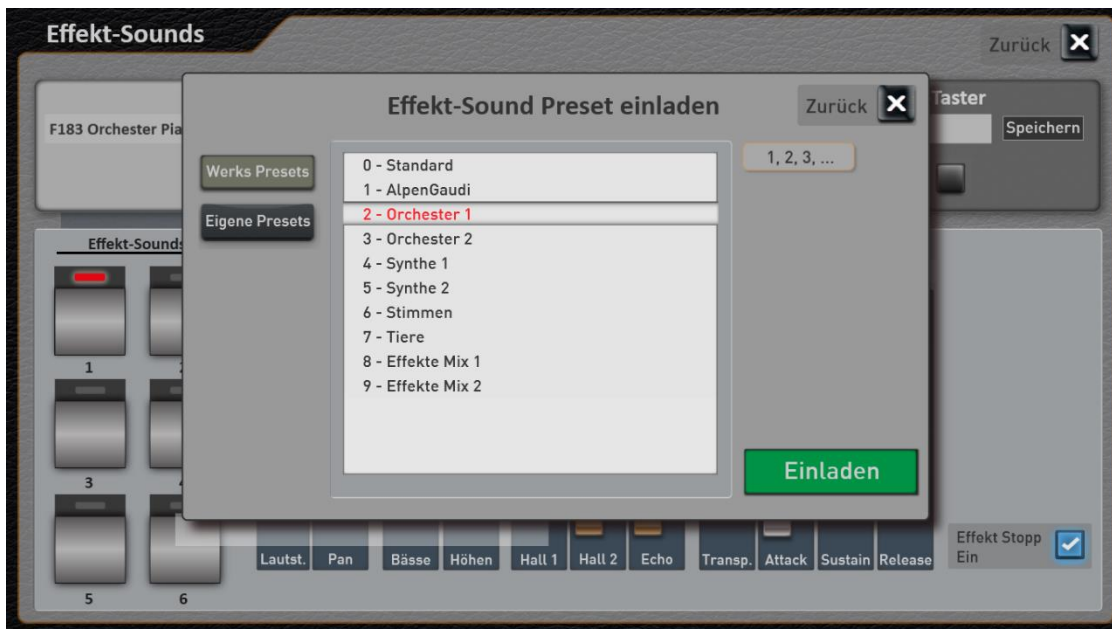 Effekt-Sounds
Zurück
Effekt-Sound Preset einladen
Zurück
Taster
F183 Orchester Pia
Speichern
1, 2, 3, ...
Werks Presets
Eigene Presets
0 - Standard
1 - AlpenGaudi
2 - Orchester 1
3 - Orchester 2
4 - Synthe 1
5 - Synthe 2
6 - Stimmen
7 - Tiere
8 - Effekte Mix 1
9 - Effekte Mix 2
Einladen
Effekt-Sounds
1
3
5 6
Lautst. Pan Bässe Höhen Hall 1 Hall 2 Echo Transp. Attack Sustain Release
Effekt Stopp
Ein